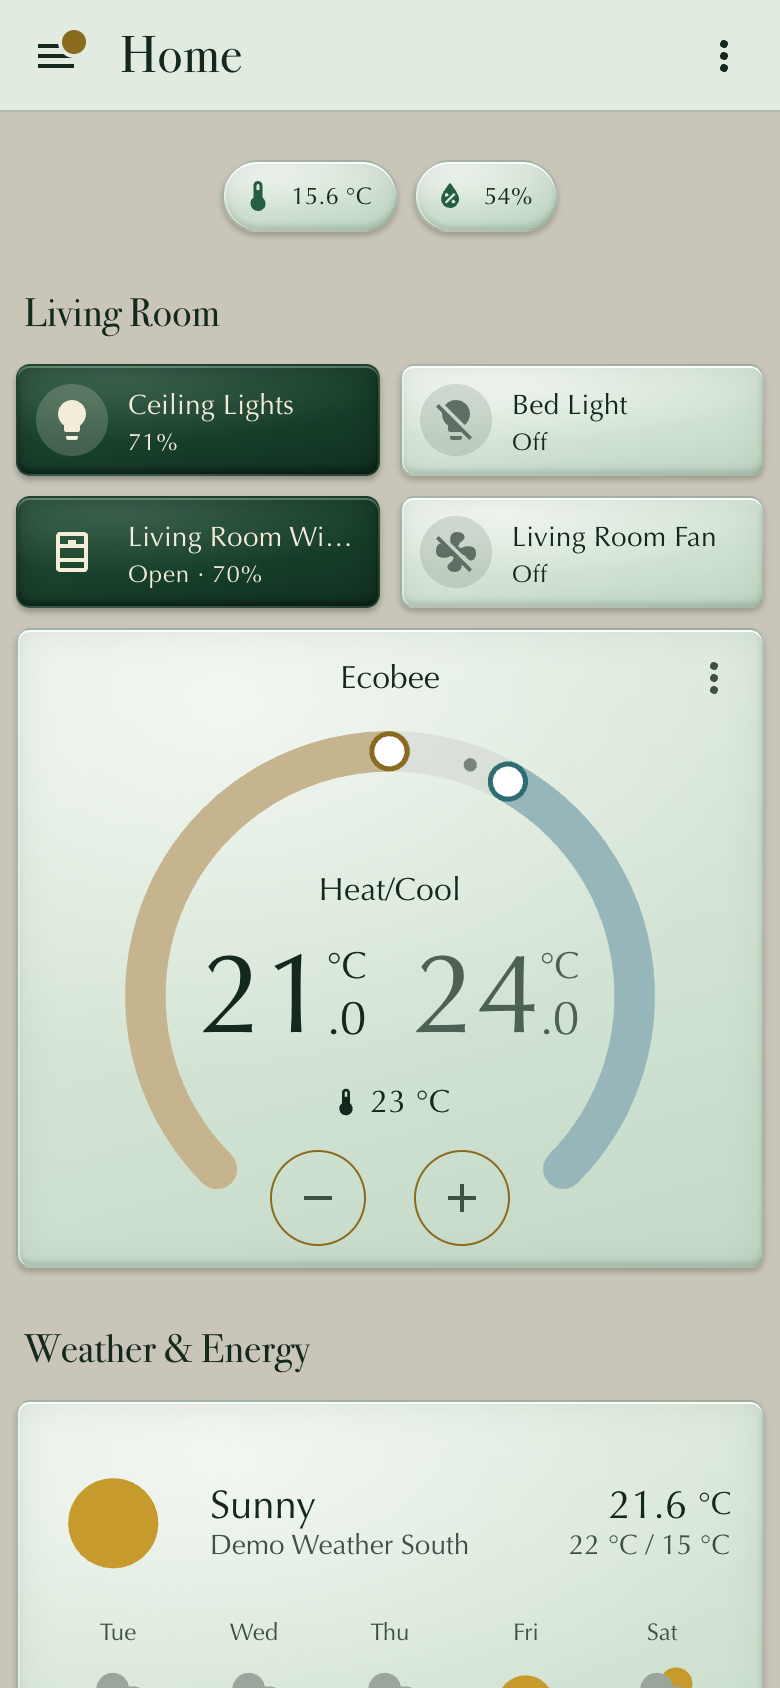 Home
15.6 °C
54%
Living Room
Ceiling Lights
71%
Bed Light
Off
Living Room Wi…
Open · 70%
Living Room Fan
Off
Ecobee
Heat/Cool
21.0 °C 24.0 °C
23 °C
Weather & Energy
Sunny
21.6 °C
Demo Weather South
22 °C / 15 °C
Tue Wed Thu Fri Sat